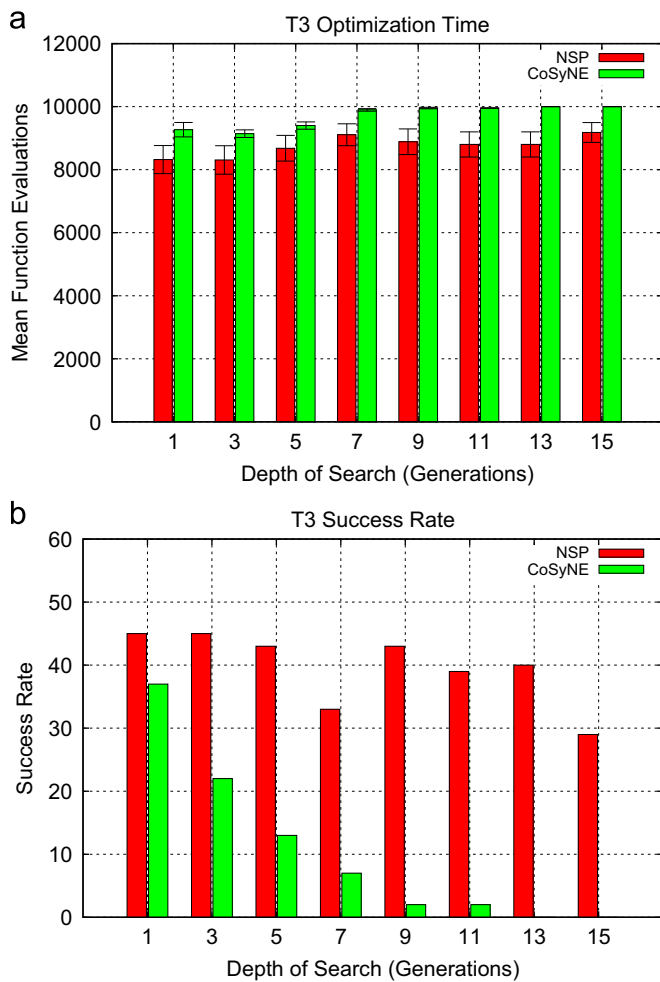 a
T3 Optimization Time
NSP
CoSyNE
12000
10000
8000
6000
4000
2000
0
Mean Function Evaluations
1 3 5 7 9 11 13 15
Depth of Search (Generations)
b
T3 Success Rate
NSP
CoSyNE
60
50
40
30
20
10
0
Success Rate
1 3 5 7 9 11 13 15
Depth of Search (Generations)